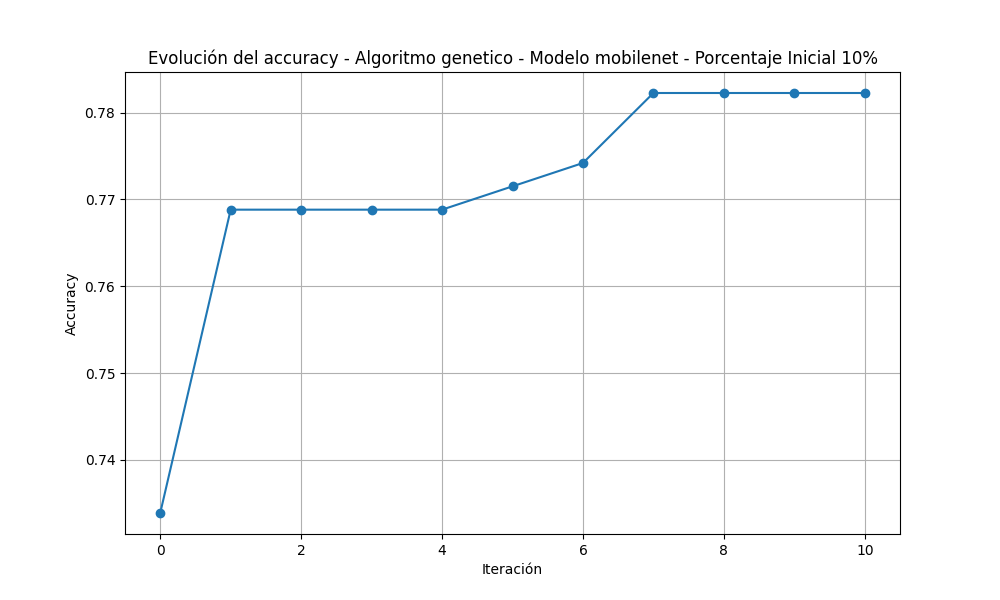 Evolución del accuracy - Algoritmo genetico - Modelo mobilenet - Porcentaje Inicial 10%
0.78
0.77
0.76
0.75
0.74
Accuracy
0 2 4 6 8 10
Iteración